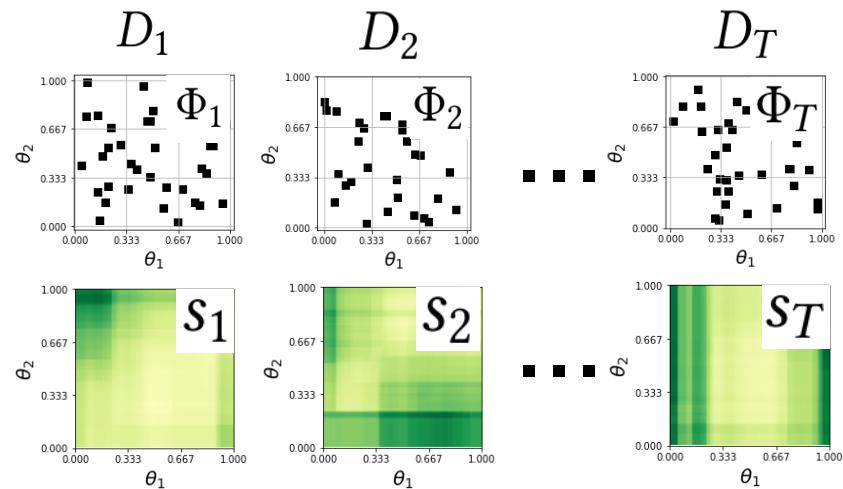 D₁ D₂ D_T
1.000 0.667 0.333 0.000 θ₂ 0.000 0.333 0.667 1.000 θ₁ Φ₁
1.000 0.667 0.333 0.000 θ₂ 0.000 0.333 0.667 1.000 θ₁ Φ₂
1.000 0.667 0.333 0.000 θ₂ 0.000 0.333 0.667 1.000 θ₁ Φ_T
1.000 0.667 0.333 0.000 θ₂ 0.000 0.333 0.667 1.000 θ₁ s₁
1.000 0.667 0.333 0.000 θ₂ 0.000 0.333 0.667 1.000 θ₁ s₂
1.000 0.667 0.333 0.000 θ₂ 0.000 0.333 0.667 1.000 θ₁ s_T